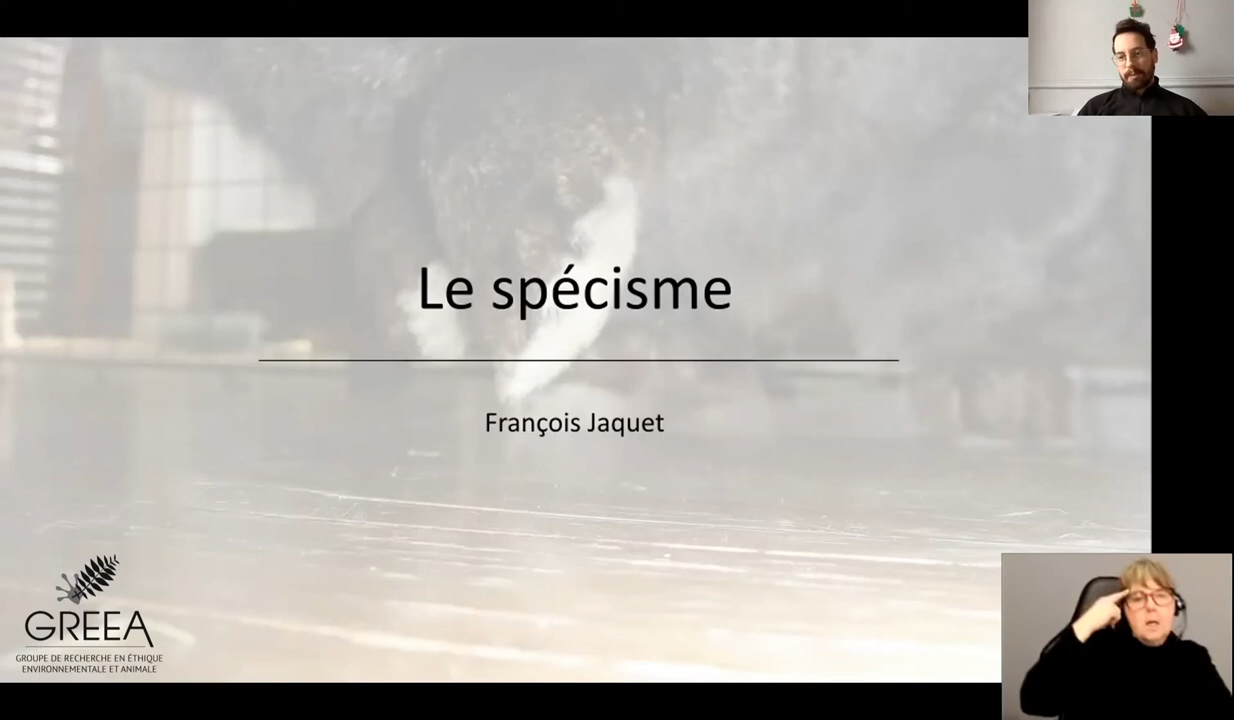 Le spécisme
François Jaquet
GREEA
GROUPE DE RECHERCHE EN ÉTHIQUE
ENVIRONNEMENTALE ET ANIMALE